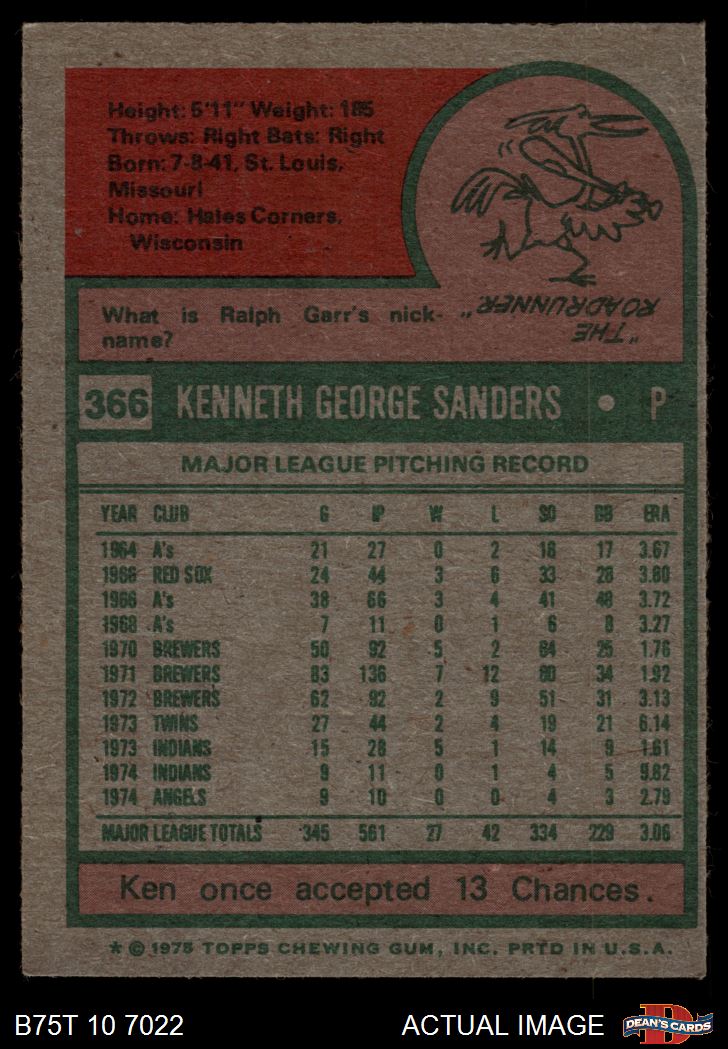 Height: 5'11" Weight: 185
Throws: Right Bats: Right
Born: 7-8-41, St. Louis,
Missouri
Home: Hales Corners,
Wisconsin
What is Ralph Garr's nick-
name?
"THE
ROADRUNNER."
366 KENNETH GEORGE SANDERS • P
MAJOR LEAGUE PITCHING RECORD
YEAR CLUB G IP W L SO BB ERA
1964 A's 21 27 0 2 18 17 3.67
1966 RED SOX 24 44 3 6 33 28 3.80
1966 A's 38 66 3 4 41 48 3.72
1968 A's 7 11 0 1 6 8 3.27
1970 BREWERS 50 92 5 2 64 25 1.76
1971 BREWERS 83 136 7 12 80 34 1.92
1972 BREWERS 62 92 2 9 51 31 3.13
1973 TWINS 27 44 2 4 19 21 6.14
1973 INDIANS 15 28 5 1 14 9 1.61
1974 INDIANS 9 11 0 1 4 5 9.82
1974 ANGELS 9 10 0 0 4 3 2.79
MAJOR LEAGUE TOTALS 345 561 27 42 334 229 3.06
Ken once accepted 13 Chances.
* © 1975 TOPPS CHEWING GUM, INC. PRTD IN U.S.A.
B75T 10 7022 ACTUAL IMAGE DEAN'S CARDS